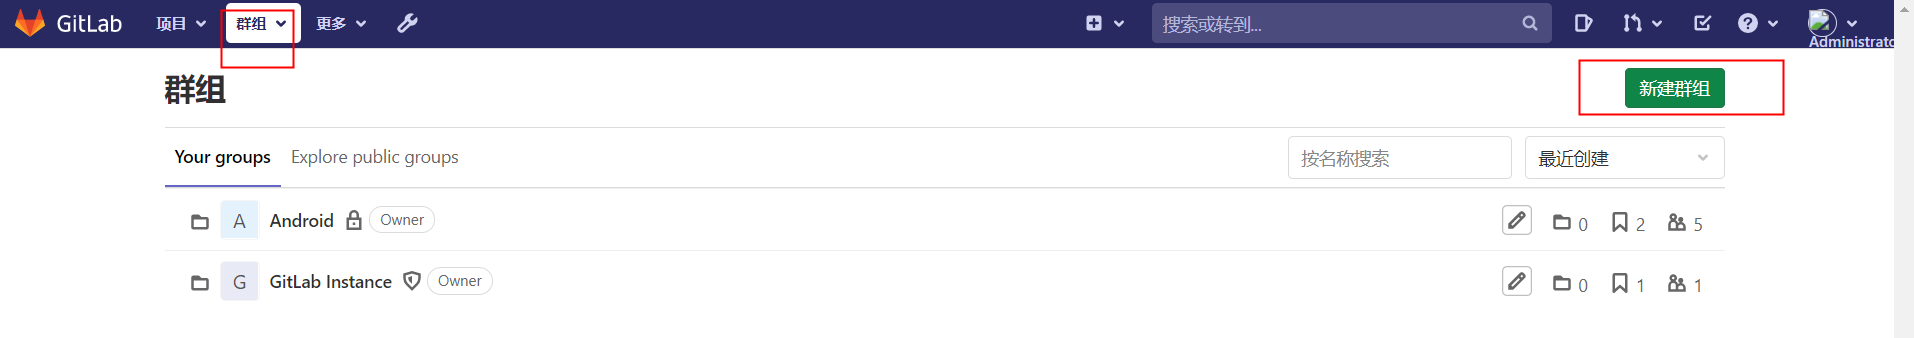 GitLab 项目 群组 更多 搜索或转到...
Administrato
群组 新建群组
Your groups Explore public groups 按名称搜索 最近创建
A Android Owner 0 2 5
G GitLab Instance Owner 0 1 1